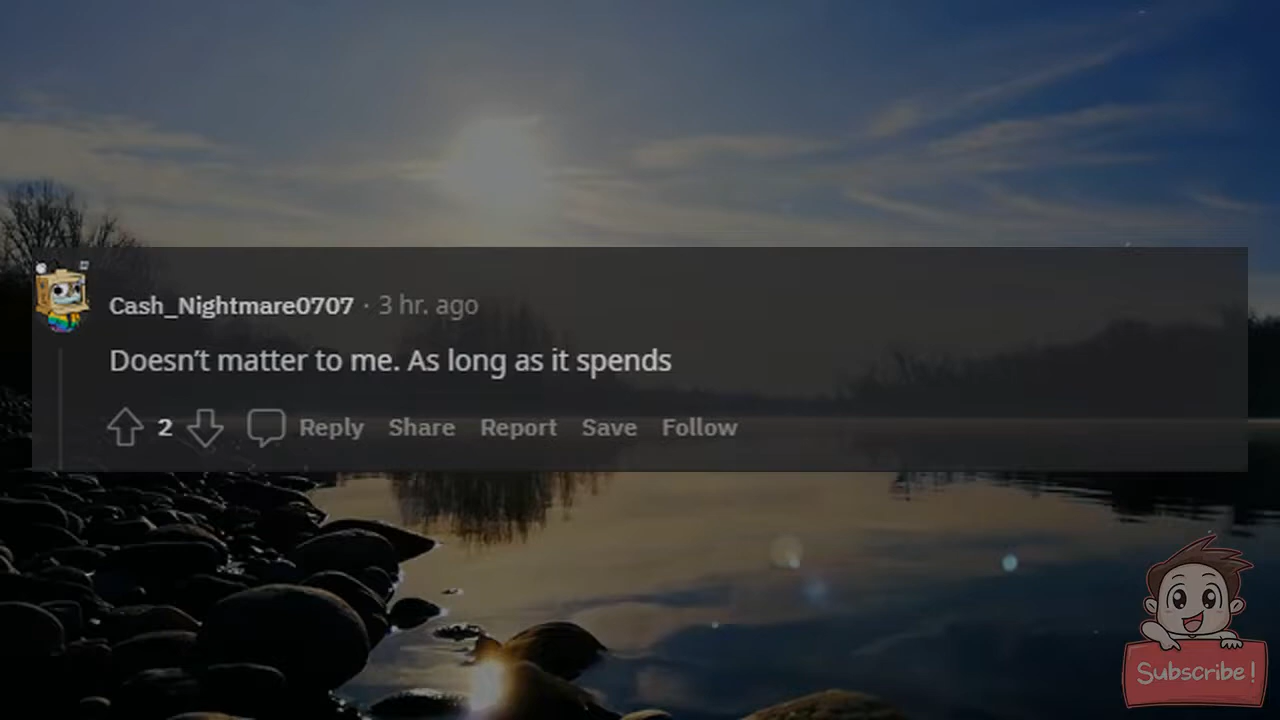 Cash_Nightmare0707 · 3 hr. ago
Doesn't matter to me. As long as it spends
2 Reply Share Report Save Follow
Subscribe!